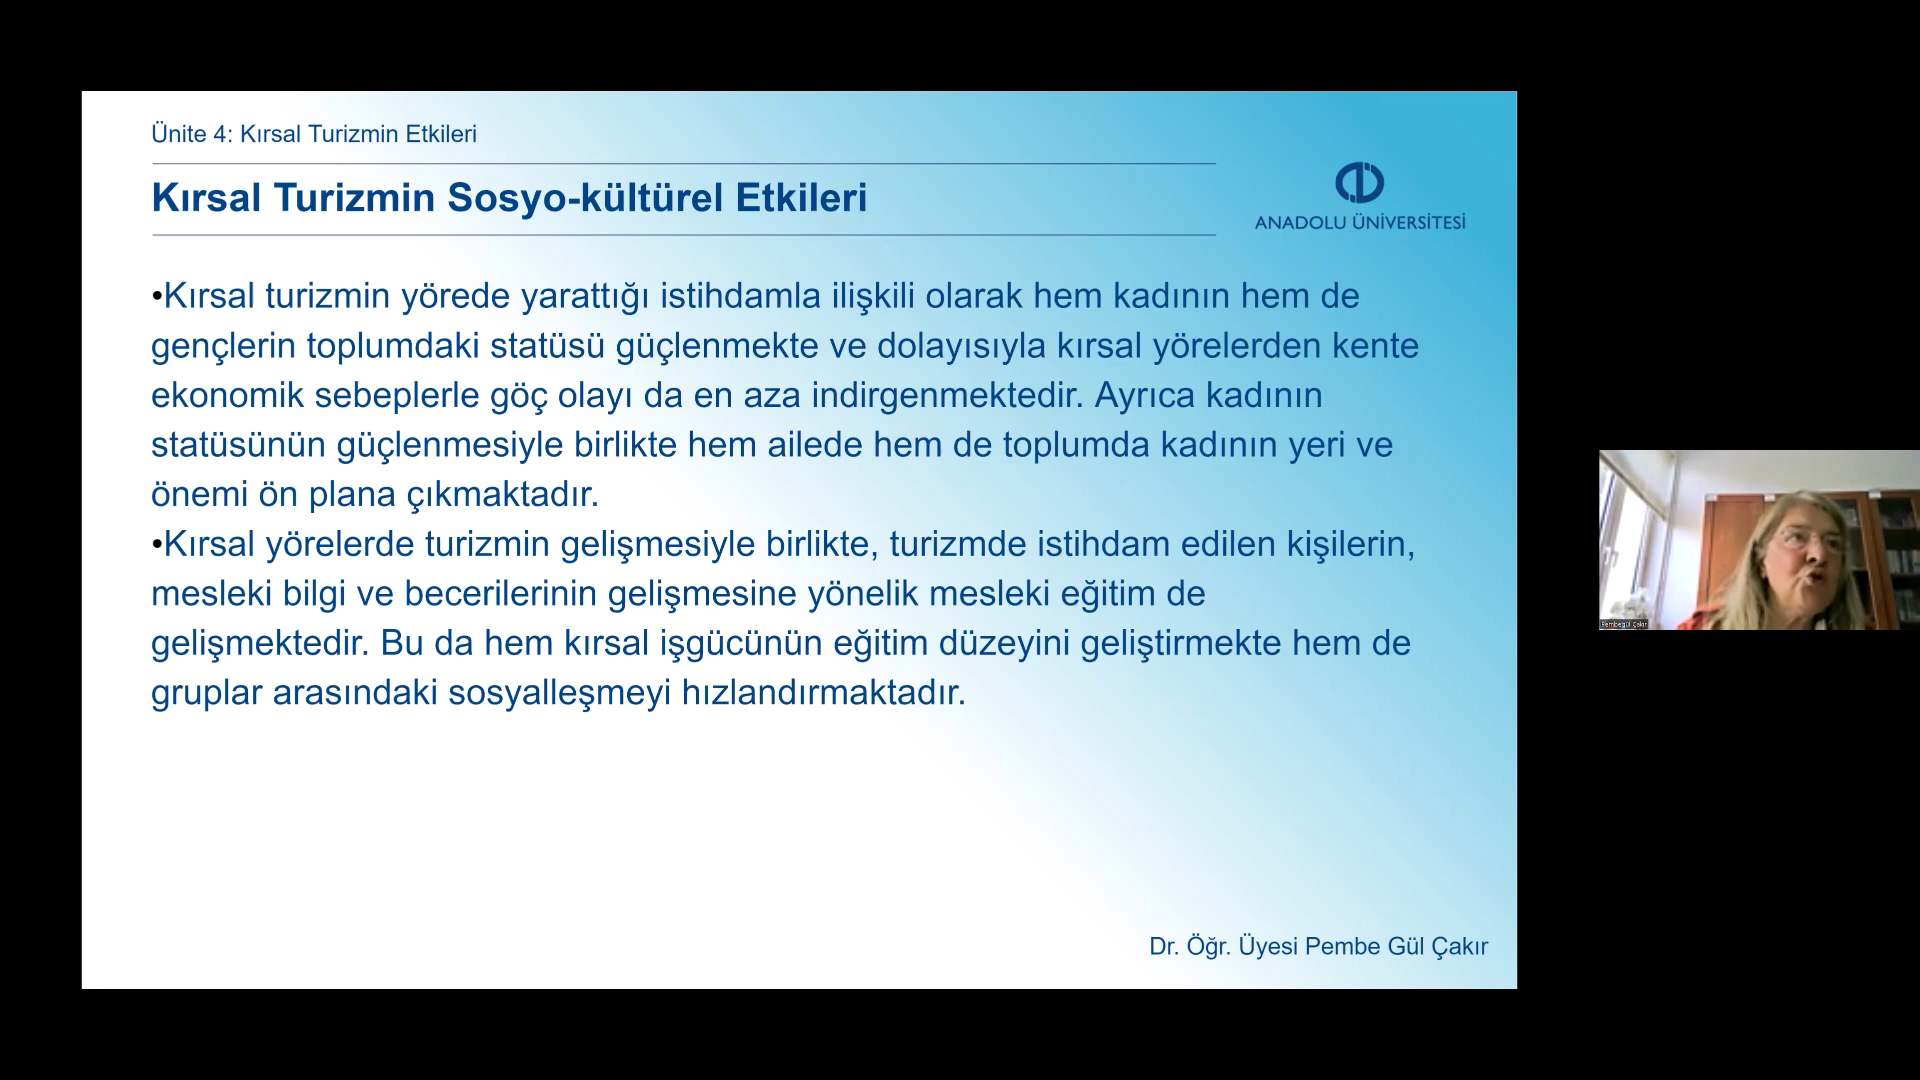 Ünite 4: Kırsal Turizmin Etkileri
Kırsal Turizmin Sosyo-kültürel Etkileri
ANADOLU ÜNİVERSİTESİ
•Kırsal turizmin yörede yarattığı istihdamla ilişkili olarak hem kadının hem de
gençlerin toplumdaki statüsü güçlenmekte ve dolayısıyla kırsal yörelerden kente
ekonomik sebeplerle göç olayı da en aza indirgenmektedir. Ayrıca kadının
statüsünün güçlenmesiyle birlikte hem ailede hem de toplumda kadının yeri ve
önemi ön plana çıkmaktadır.
•Kırsal yörelerde turizmin gelişmesiyle birlikte, turizmde istihdam edilen kişilerin,
mesleki bilgi ve becerilerinin gelişmesine yönelik mesleki eğitim de
gelişmektedir. Bu da hem kırsal işgücünün eğitim düzeyini geliştirmekte hem de
gruplar arasındaki sosyalleşmeyi hızlandırmaktadır.
Dr. Öğr. Üyesi Pembe Gül Çakır
Pembegül Çakır